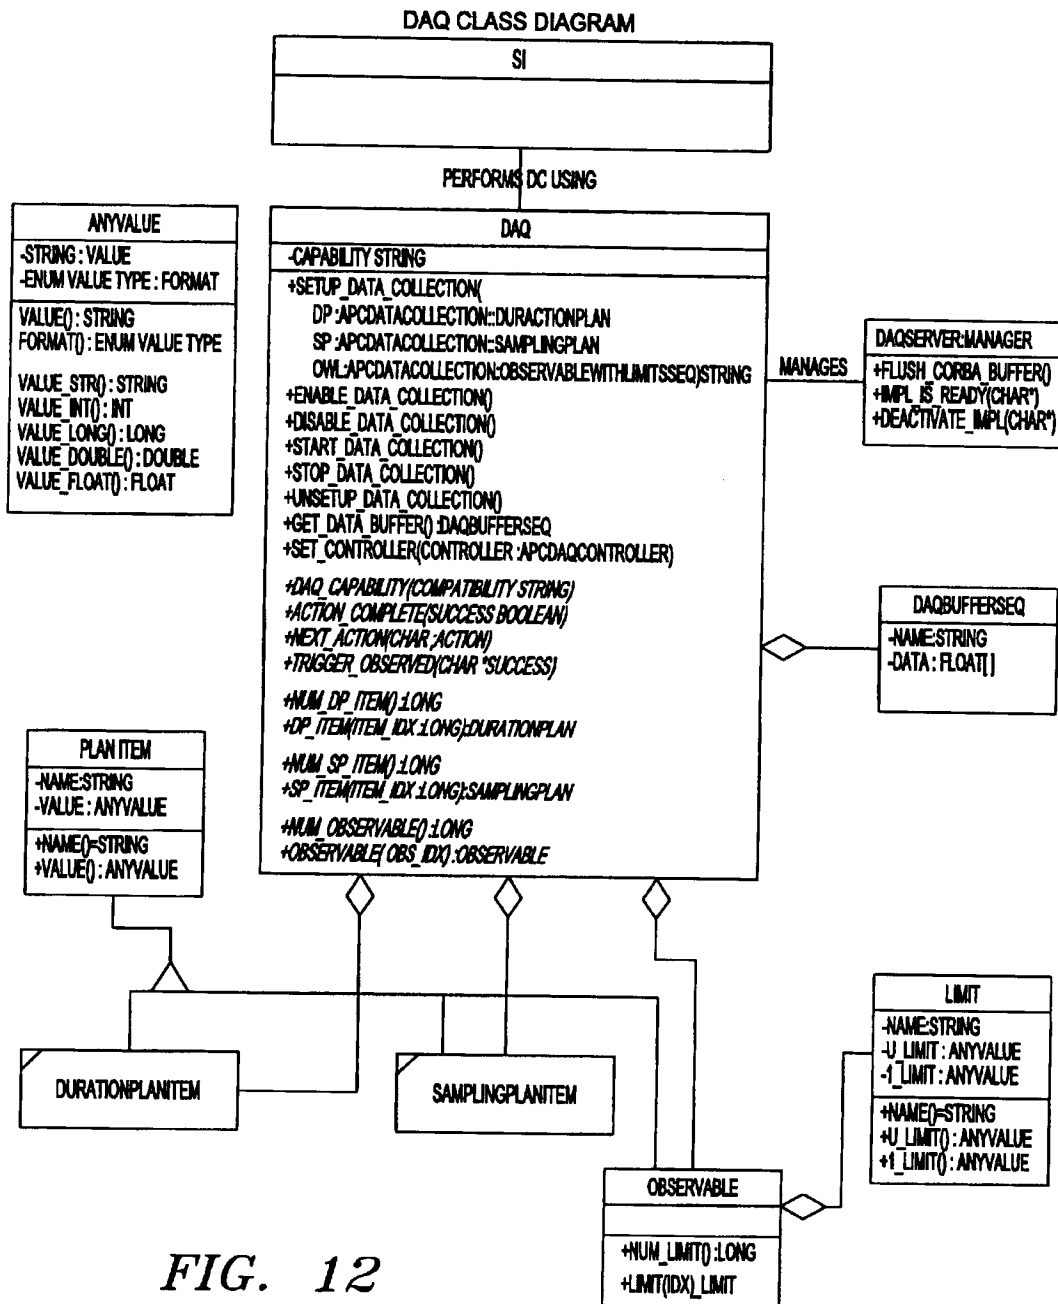 DAQ CLASS DIAGRAM
SI
PERFORMS DC USING
ANYVALUE
-STRING : VALUE
-ENUM VALUE TYPE : FORMAT
VALUE() : STRING
FORMAT() : ENUM VALUE TYPE
VALUE_STR() : STRING
VALUE_INT() : INT
VALUE_LONG() : LONG
VALUE_DOUBLE() : DOUBLE
VALUE_FLOAT() : FLOAT
DAQ
-CAPABILITY STRING
+SETUP_DATA_COLLECTION(
DP :APCDATACOLLECTION::DURACTIONPLAN
SP :APCDATACOLLECTION::SAMPLINGPLAN
OWL:APCDATACOLLECTION:OBSERVABLEWITHLIMITSSEQ)STRING
+ENABLE_DATA_COLLECTION()
+DISABLE_DATA_COLLECTION()
+START_DATA_COLLECTION()
+STOP_DATA_COLLECTION()
+UNSETUP_DATA_COLLECTION()
+GET_DATA_BUFFER() :DAQBUFFERSEQ
+SET_CONTROLLER(CONTROLLER :APCDAQCONTROLLER)
+DAQ_CAPABILITY(COMPATIBILITY STRING)
+ACTION_COMPLETE(SUCCESS BOOLEAN)
+NEXT_ACTION(CHAR ;ACTION)
+TRIGGER_OBSERVED(CHAR *SUCCESS)
+NUM_DP_ITEM() :LONG
+DP_ITEM(ITEM_IDX :LONG):DURATIONPLAN
+NUM_SP_ITEM() :LONG
+SP_ITEM(ITEM_IDX :LONG):SAMPLINGPLAN
+NUM_OBSERVABLE() :LONG
+OBSERVABLE( OBS_IDX) :OBSERVABLE
MANAGES
DAQSERVER:MANAGER
+FLUSH_CORBA_BUFFER()
+IMPL_IS_READY(CHAR*)
+DEACTIVATE_IMPL(CHAR*)
DAQBUFFERSEQ
-NAME:STRING
-DATA : FLOAT[ ]
PLAN ITEM
-NAME:STRING
-VALUE : ANYVALUE
+NAME()=STRING
+VALUE() : ANYVALUE
DURATIONPLANITEM
SAMPLINGPLANITEM
LIMIT
-NAME:STRING
-U_LIMIT : ANYVALUE
-1_LIMIT : ANYVALUE
+NAME()=STRING
+U_LIMIT() : ANYVALUE
+1_LIMIT() : ANYVALUE
OBSERVABLE
+NUM_LIMIT() :LONG
+LIMIT(IDX)_LIMIT
FIG. 12